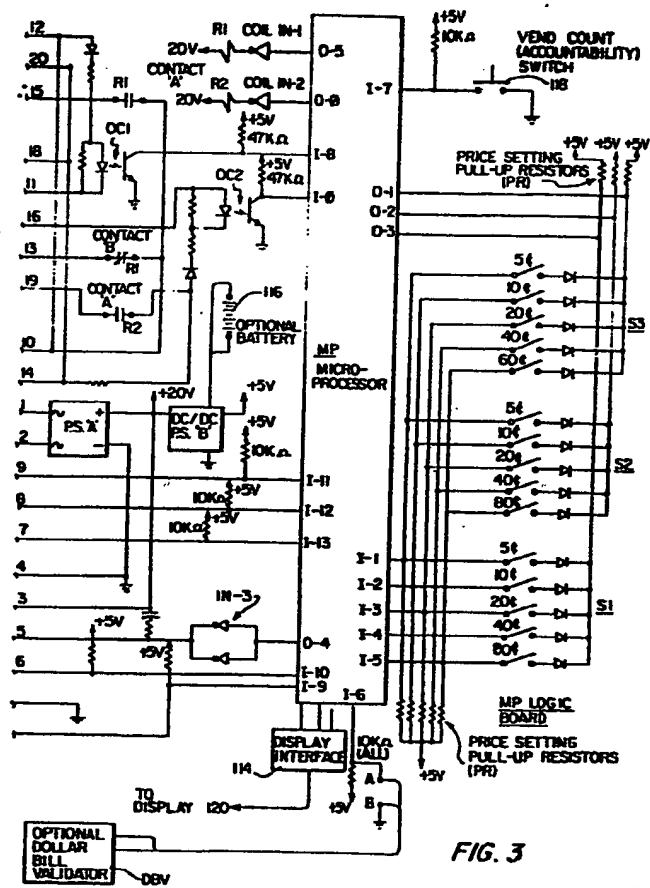 12
20
15
18
11
16
13
19
10
14
1
2
9
8
7
4
3
5
6
R1
CONTACT
"A"
20V
R1
COIL IN-1
20V
R2
COIL IN-2
+5V
47KΩ
+5V
47KΩ
OC1
OC2
CONTACT
"B"
R1
CONTACT
"A"
R2
116
OPTIONAL
BATTERY
+20V
P.S. "A"
DC/DC
P.S. "B"
+5V
+5V
10KΩ
+5V
10KΩ
+5V
10KΩ
+5V
+5V
IN-3
O-5
O-0
I-8
I-0
MP
MICRO-
PROCESSOR
I-11
I-12
I-13
O-4
I-10
I-9
I-6
I-7
O-1
O-2
O-3
I-1
I-2
I-3
I-4
I-5
+5V
10KΩ
VEND COUNT
(ACCOUNTABILITY)
SWITCH
118
+5V
+5V
+5V
PRICE SETTING
PULL-UP RESISTORS
(PR)
5¢
10¢
20¢
40¢
60¢
S3
5¢
10¢
20¢
40¢
80¢
S2
5¢
10¢
20¢
40¢
80¢
S1
MP LOGIC
BOARD
PRICE SETTING
PULL-UP RESISTORS
(PR)
+5V
DISPLAY
INTERFACE
114
10KΩ
(ALL)
A
B
+5V
TO
DISPLAY
120
OPTIONAL
DOLLAR
BILL
VALIDATOR
DBV
FIG. 3